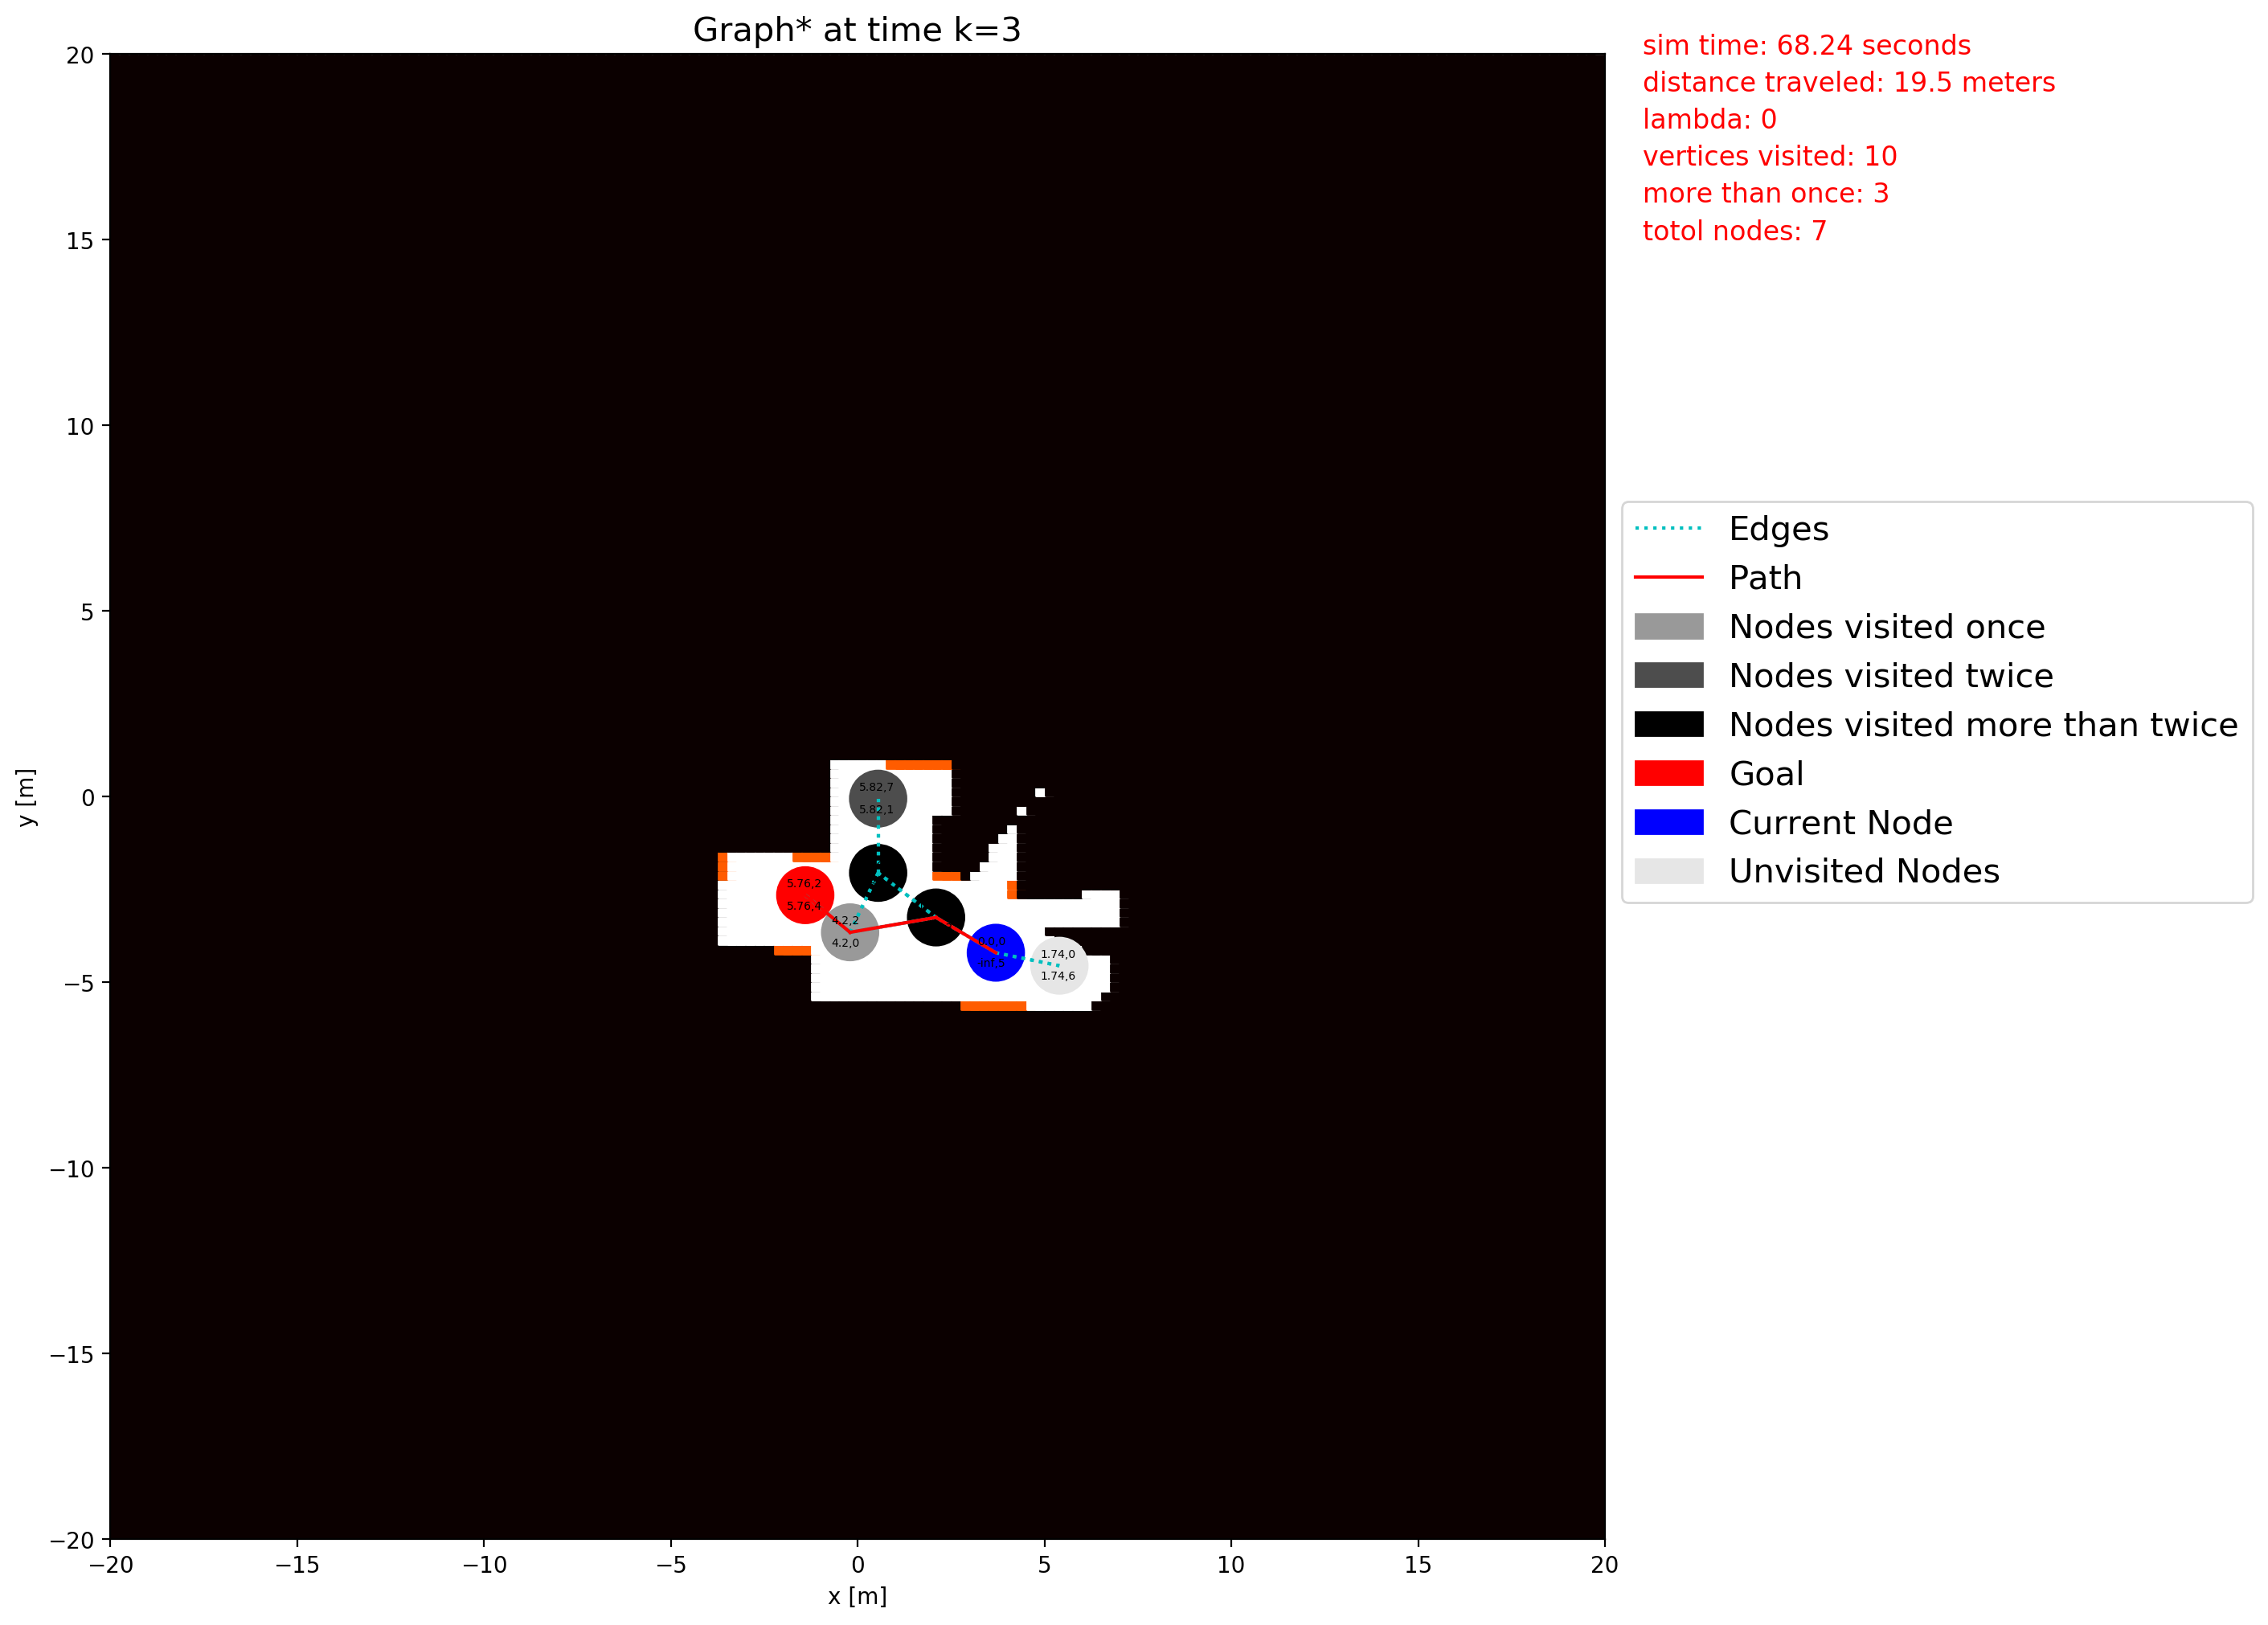 Graph* at time k=3
sim time: 68.24 seconds
distance traveled: 19.5 meters
lambda: 0
vertices visited: 10
more than once: 3
totol nodes: 7
Edges
Path
Nodes visited once
Nodes visited twice
Nodes visited more than twice
Goal
Current Node
Unvisited Nodes
20
15
10
5
0
−5
−10
−15
−20
y [m]
5.82,7
5.82,1
5.76,2
5.76,4
4.2,2
4.2,0
1.74,0
1.74,6
−20 −15 −10 −5 0 5 10 15 20
x [m]